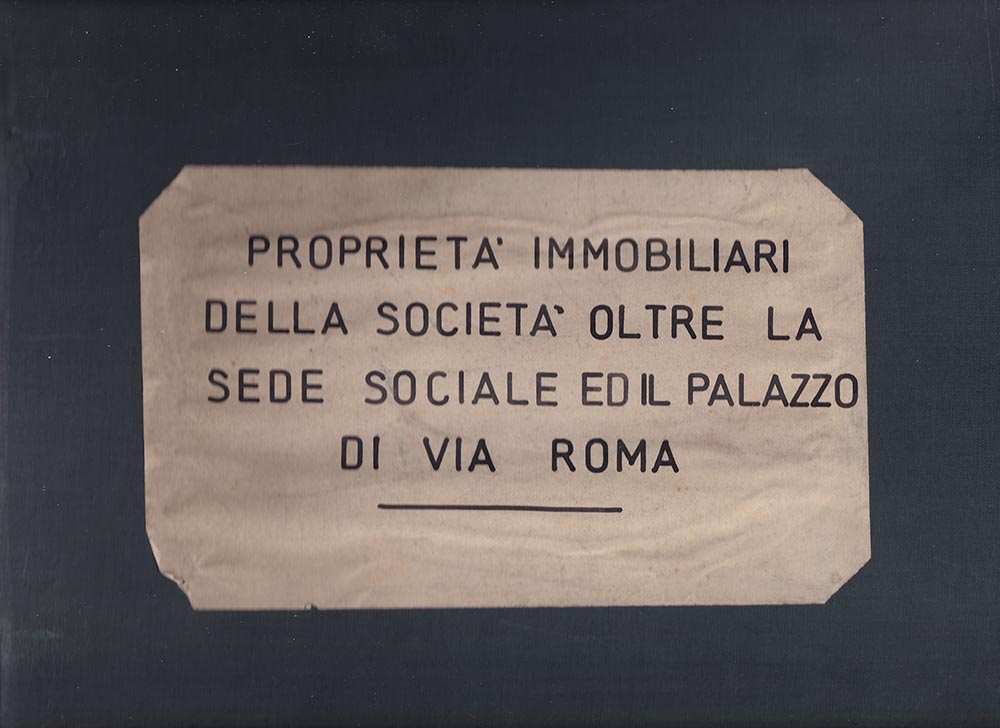 PROPRIETA' IMMOBILIARI
DELLA SOCIETA' OLTRE LA
SEDE SOCIALE ED IL PALAZZO
DI VIA ROMA